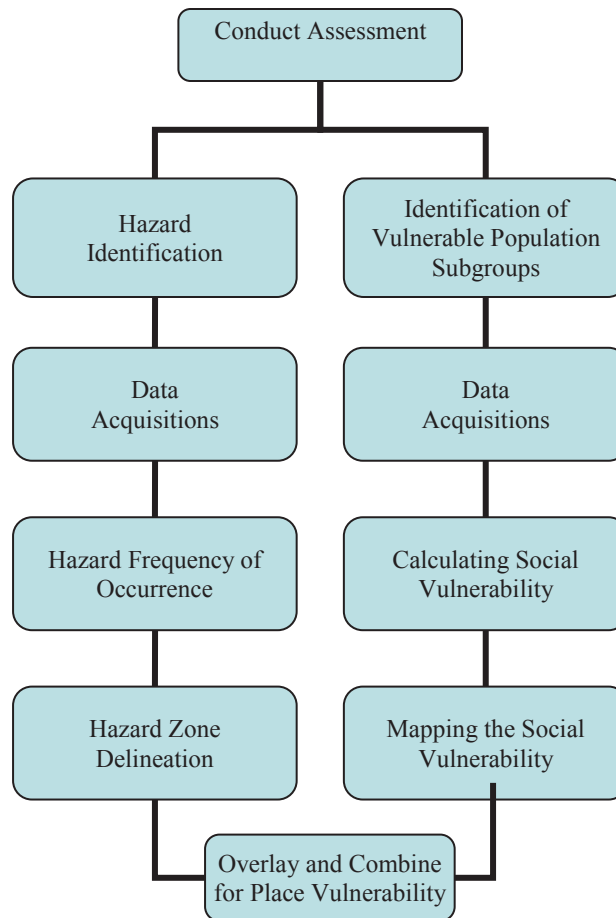 Conduct Assessment
Hazard
Identification
Identification of
Vulnerable Population
Subgroups
Data
Acquisitions
Data
Acquisitions
Hazard Frequency of
Occurrence
Calculating Social
Vulnerability
Hazard Zone
Delineation
Mapping the Social
Vulnerability
Overlay and Combine
for Place Vulnerability